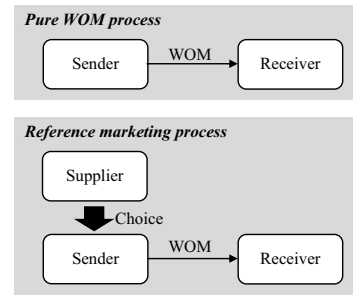 Pure WOM process
Sender
WOM
Receiver
Reference marketing process
Supplier
Choice
Sender
WOM
Receiver